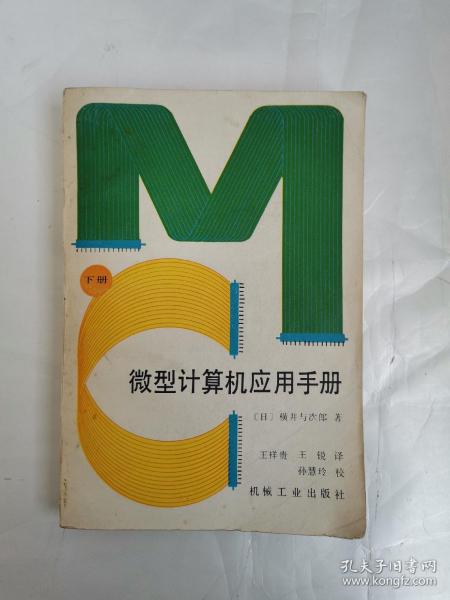 MC
下册
微型计算机应用手册
〔日〕横井与次郎 著
王祥贵 王锐 译
孙慧玲 校
机械工业出版社
孔夫子旧书网
www.kongfz.com